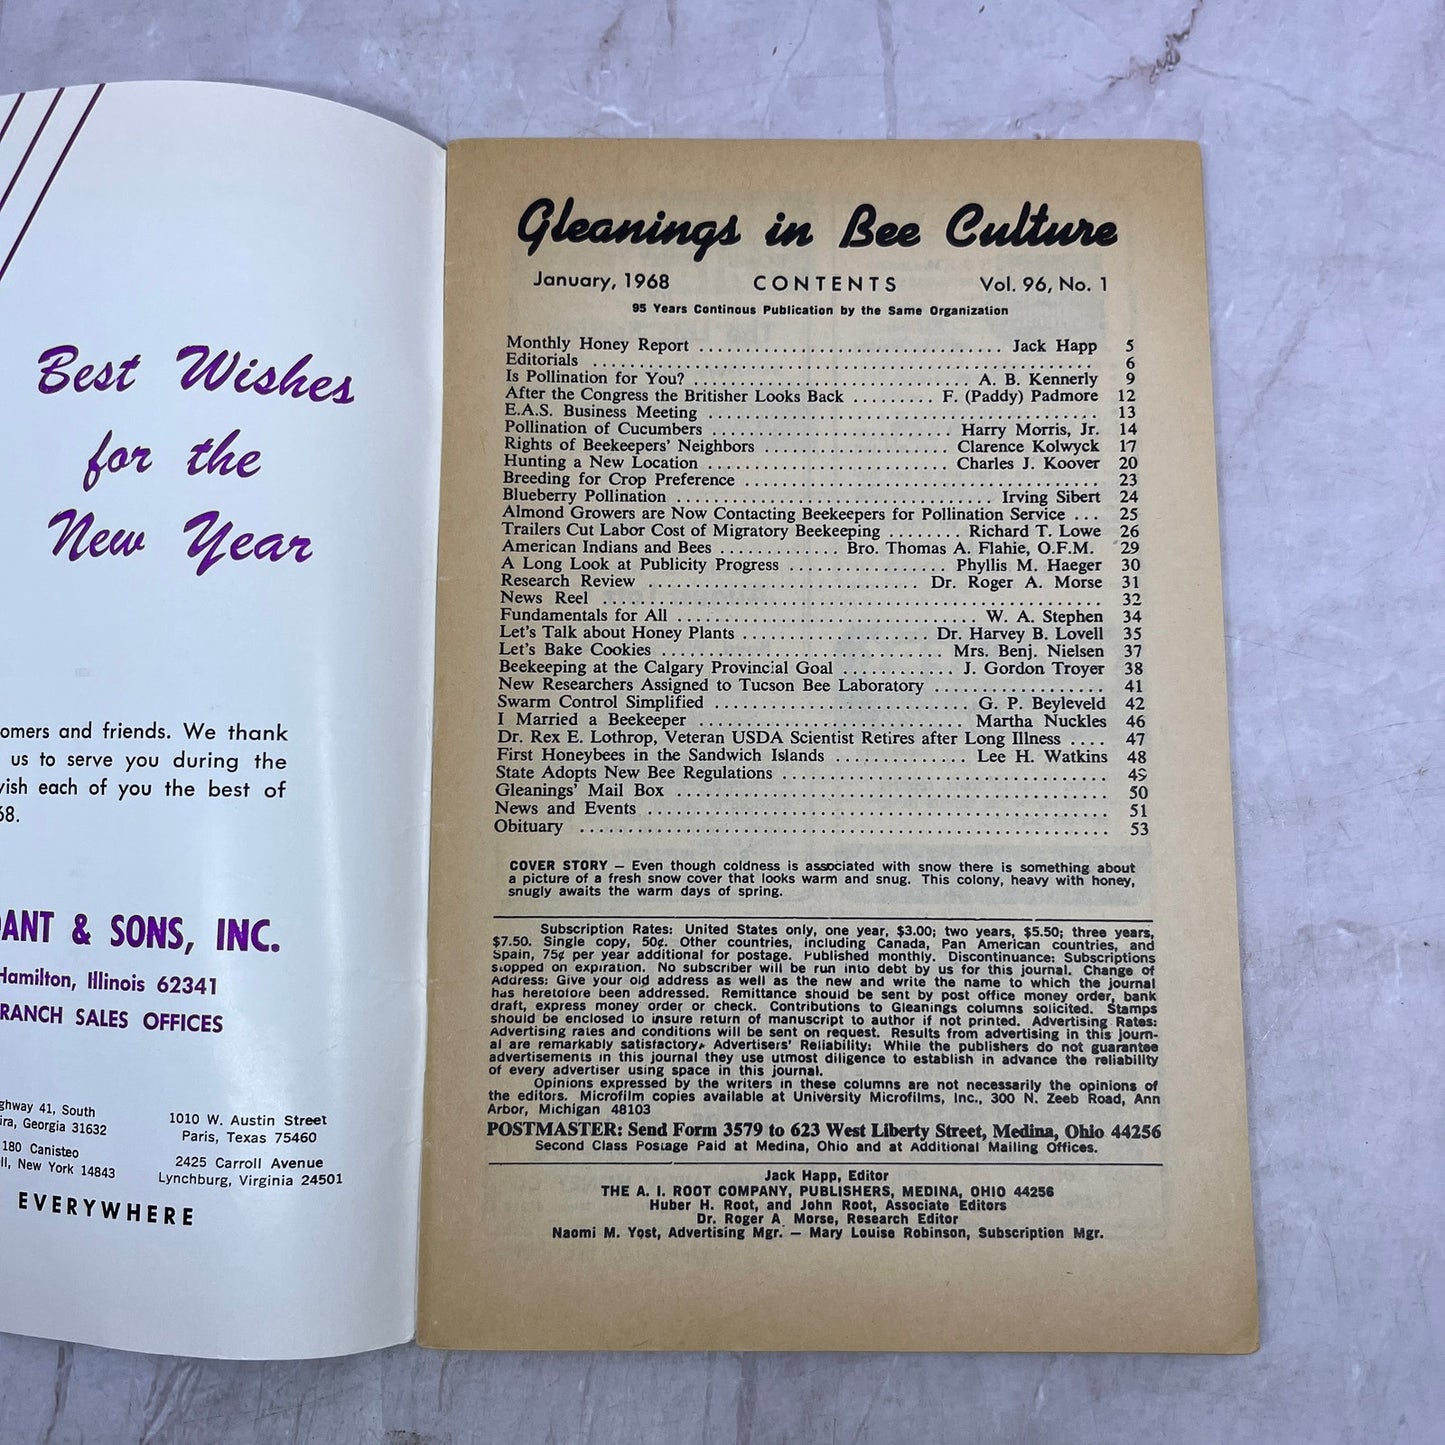 Best Wishes
for the
New Year
omers and friends. We thank
us to serve you during the
wish each of you the best of
68.
DANT & SONS, INC.
Hamilton, Illinois 62341
RANCH SALES OFFICES
ghway 41, South
ira, Georgia 31632
180 Canisteo
ll, New York 14843
1010 W. Austin Street
Paris, Texas 75460
2425 Carroll Avenue
Lynchburg, Virginia 24501
EVERYWHERE
Gleanings in Bee Culture
January, 1968 CONTENTS Vol. 96, No. 1
95 Years Continous Publication by the Same Organization
Monthly Honey Report .......... Jack Happ 5
Editorials .......... 6
Is Pollination for You? .......... A. B. Kennerly 9
After the Congress the Britisher Looks Back .......... F. (Paddy) Padmore 12
E.A.S. Business Meeting .......... 13
Pollination of Cucumbers .......... Harry Morris, Jr. 14
Rights of Beekeepers' Neighbors .......... Clarence Kolwyck 17
Hunting a New Location .......... Charles J. Koover 20
Breeding for Crop Preference .......... 23
Blueberry Pollination .......... Irving Sibert 24
Almond Growers are Now Contacting Beekeepers for Pollination Service ... 25
Trailers Cut Labor Cost of Migratory Beekeeping ........ Richard T. Lowe 26
American Indians and Bees .......... Bro. Thomas A. Flahie, O.F.M. 29
A Long Look at Publicity Progress .......... Phyllis M. Haeger 30
Research Review .......... Dr. Roger A. Morse 31
News Reel .......... 32
Fundamentals for All .......... W. A. Stephen 34
Let's Talk about Honey Plants .......... Dr. Harvey B. Lovell 35
Let's Bake Cookies .......... Mrs. Benj. Nielsen 37
Beekeeping at the Calgary Provincial Goal .......... J. Gordon Troyer 38
New Researchers Assigned to Tucson Bee Laboratory .......... 41
Swarm Control Simplified .......... G. P. Beyleveld 42
I Married a Beekeeper .......... Martha Nuckles 46
Dr. Rex E. Lothrop, Veteran USDA Scientist Retires after Long Illness .... 47
First Honeybees in the Sandwich Islands .......... Lee H. Watkins 48
State Adopts New Bee Regulations .......... 49
Gleanings' Mail Box .......... 50
News and Events .......... 51
Obituary .......... 53
COVER STORY — Even though coldness is associated with snow there is something about
a picture of a fresh snow cover that looks warm and snug. This colony, heavy with honey,
snugly awaits the warm days of spring.
Subscription Rates: United States only, one year, $3.00; two years, $5.50; three years,
$7.50. Single copy, 50¢. Other countries, including Canada, Pan American countries, and
Spain, 75¢ per year additional for postage. Published monthly. Discontinuance: Subscriptions
stopped on expiration. No subscriber will be run into debt by us for this journal. Change of
Address: Give your old address as well as the new and write the name to which the journal
has heretofore been addressed. Remittance should be sent by post office money order, bank
draft, express money order or check. Contributions to Gleanings columns solicited. Stamps
should be enclosed to insure return of manuscript to author if not printed. Advertising Rates:
Advertising rates and conditions will be sent on request. Results from advertising in this journ-
al are remarkably satisfactory. Advertisers' Reliability: While the publishers do not guarantee
advertisements in this journal they use utmost diligence to establish in advance the reliability
of every advertiser using space in this journal.
Opinions expressed by the writers in these columns are not necessarily the opinions of
the editors. Microfilm copies available at University Microfilms, Inc., 300 N. Zeeb Road, Ann
Arbor, Michigan 48103
POSTMASTER: Send Form 3579 to 623 West Liberty Street, Medina, Ohio 44256
Second Class Postage Paid at Medina, Ohio and at Additional Mailing Offices.
Jack Happ, Editor
THE A. I. ROOT COMPANY, PUBLISHERS, MEDINA, OHIO 44256
Huber H. Root, and John Root, Associate Editors
Dr. Roger A. Morse, Research Editor
Naomi M. Yost, Advertising Mgr. — Mary Louise Robinson, Subscription Mgr.